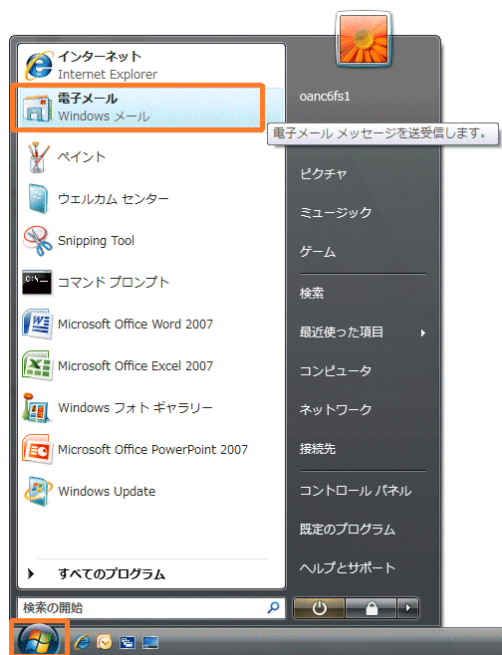 インターネット
Internet Explorer
電子メール
Windows メール
ペイント
ウェルカム センター
Snipping Tool
コマンド プロンプト
Microsoft Office Word 2007
Microsoft Office Excel 2007
Windows フォト ギャラリー
Microsoft Office PowerPoint 2007
Windows Update
すべてのプログラム
検索の開始
oanc6fs1
電子メール メッセージを送受信します。
ピクチャ
ミュージック
ゲーム
検索
最近使った項目
コンピュータ
ネットワーク
接続先
コントロール パネル
既定のプログラム
ヘルプとサポート